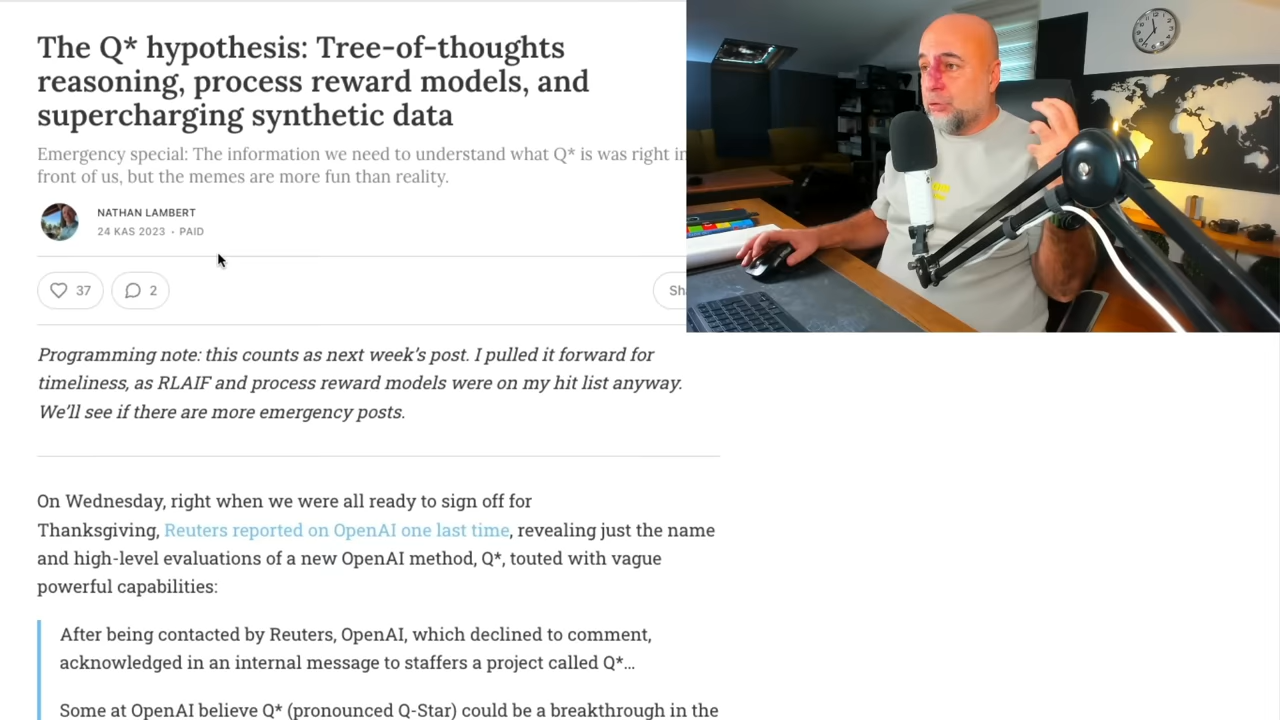 The Q* hypothesis: Tree-of-thoughts
reasoning, process reward models, and
supercharging synthetic data
Emergency special: The information we need to understand what Q* is was right in
front of us, but the memes are more fun than reality.
NATHAN LAMBERT
24 KAS 2023 • PAID
37
2
Sh
Programming note: this counts as next week's post. I pulled it forward for
timeliness, as RLAIF and process reward models were on my hit list anyway.
We'll see if there are more emergency posts.
On Wednesday, right when we were all ready to sign off for
Thanksgiving, Reuters reported on OpenAI one last time, revealing just the name
and high-level evaluations of a new OpenAI method, Q*, touted with vague
powerful capabilities:
After being contacted by Reuters, OpenAI, which declined to comment,
acknowledged in an internal message to staffers a project called Q*...
Some at OpenAI believe Q* (pronounced Q-Star) could be a breakthrough in the